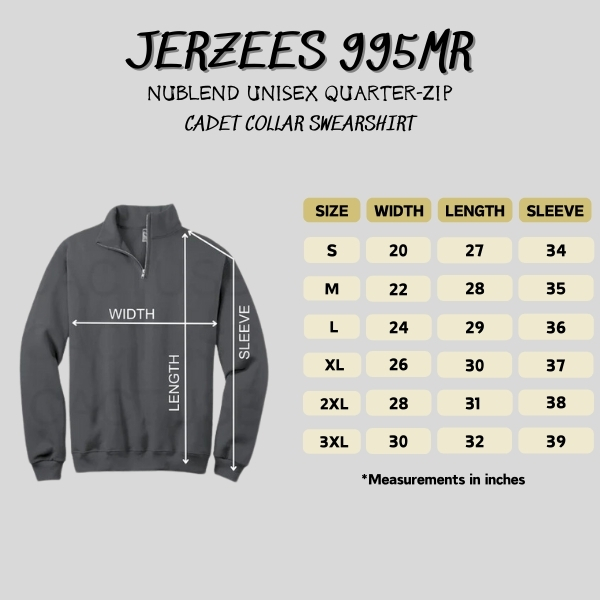 JERZEES 995MR
NUBLEND UNISEX QUARTER-ZIP
CADET COLLAR SWEARSHIRT
SIZE WIDTH LENGTH SLEEVE
S 20 27 34
M 22 28 35
L 24 29 36
XL 26 30 37
2XL 28 31 38
3XL 30 32 39
*Measurements in inches
WIDTH
LENGTH
SLEEVE